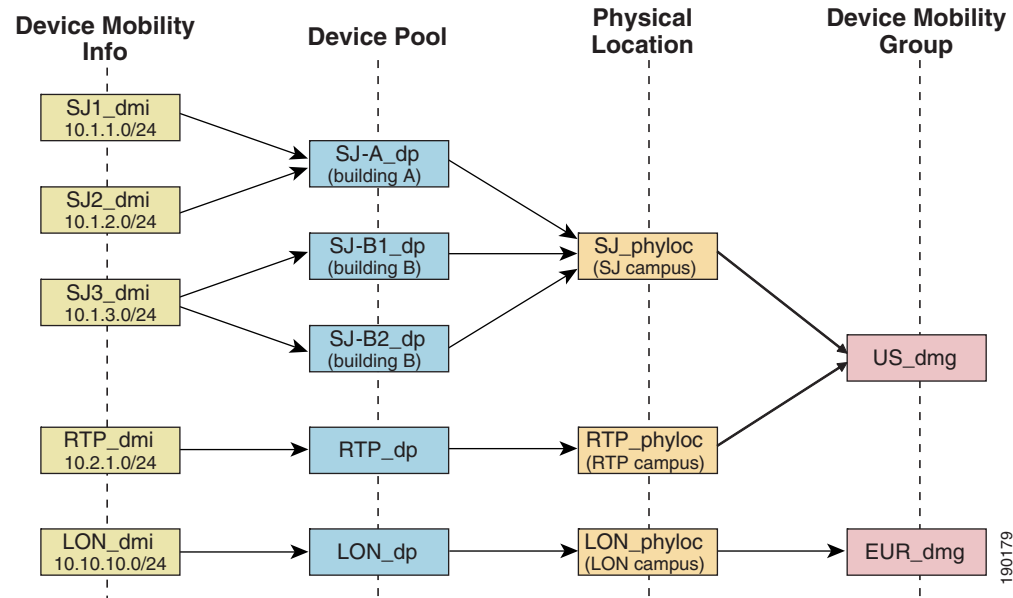 Device Mobility
Info
Device Pool
Physical
Location
Device Mobility
Group
SJ1_dmi
10.1.1.0/24
SJ-A_dp
(building A)
SJ2_dmi
10.1.2.0/24
SJ-B1_dp
(building B)
SJ_phyloc
(SJ campus)
SJ3_dmi
10.1.3.0/24
SJ-B2_dp
(building B)
US_dmg
RTP_dmi
10.2.1.0/24
RTP_dp
RTP_phyloc
(RTP campus)
LON_dmi
10.10.10.0/24
LON_dp
LON_phyloc
(LON campus)
EUR_dmg
190179